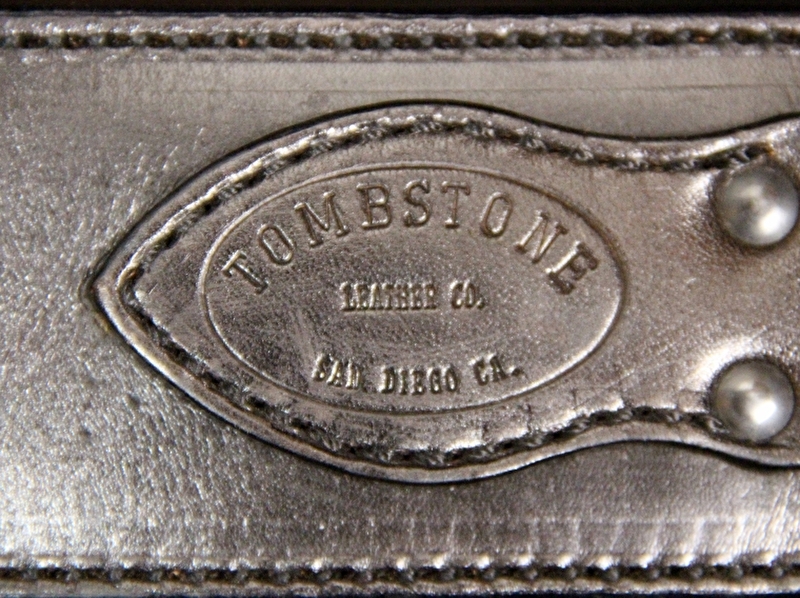 TOMBSTONE
LEATHER CO.
SAN DIEGO CA.